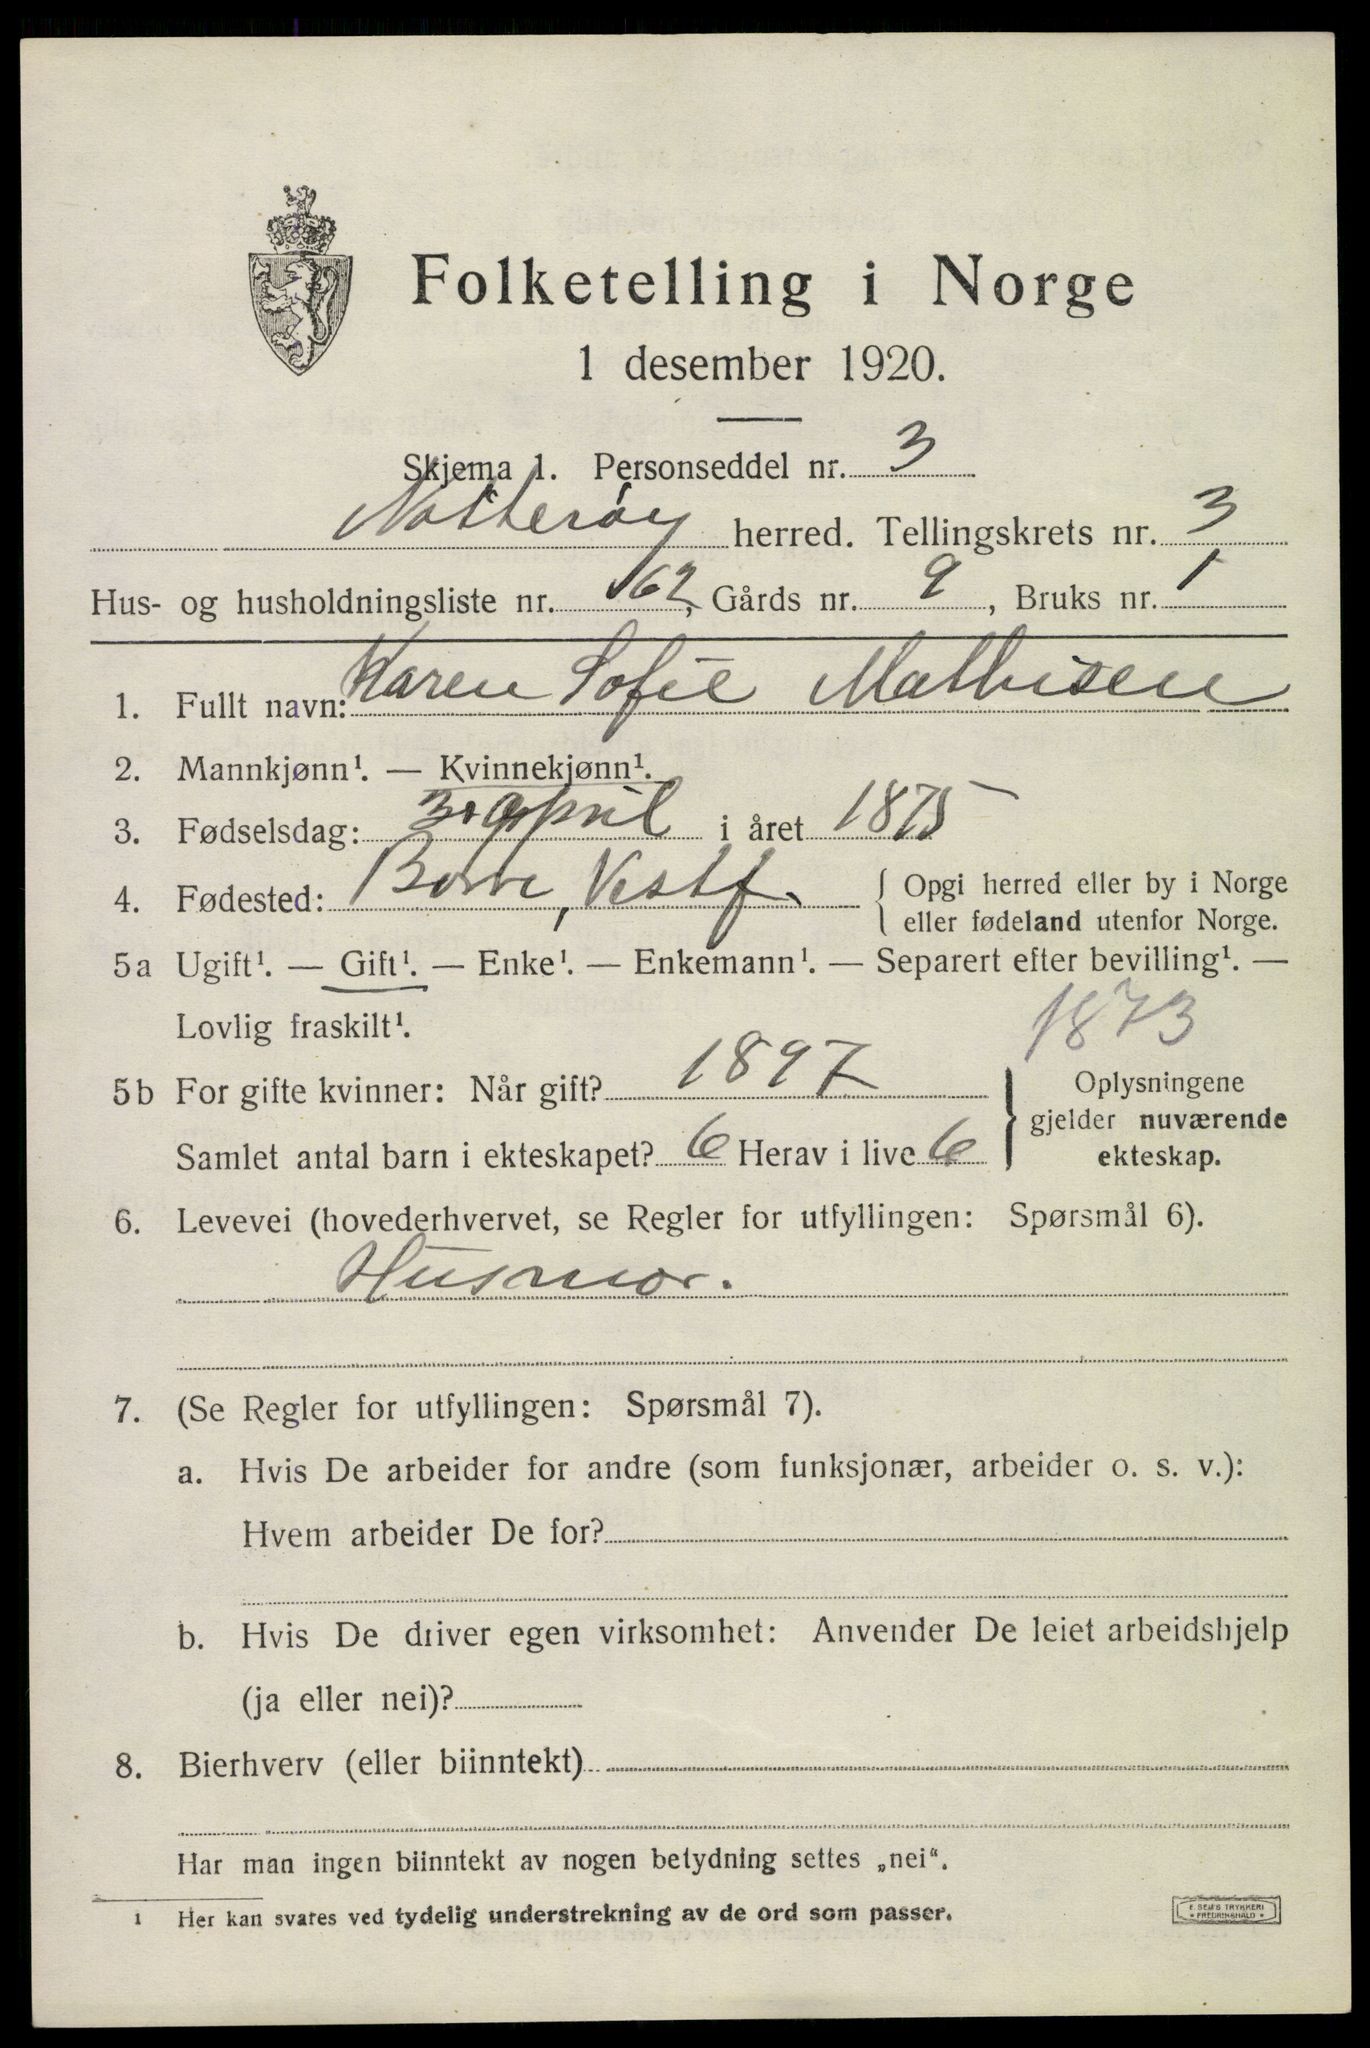 Folketelling i Norge
1 desember 1920.
Skjema 1. Personseddel nr. 3
Nøtterøy herred. Tellingskrets nr. 3
Hus- og husholdningsliste nr. 162, Gårds nr. 9, Bruks nr. 1
1. Fullt navn: Karen Sofie Mathisen
2. Mannkjønn¹. — Kvinnekjønn¹.
3. Fødselsdag: april i året 1875
4. Fødested: Borre, Vestf. { Opgi herred eller by i Norge
eller fødeland utenfor Norge.
5a Ugift¹. — Gift¹. — Enke¹. — Enkemann¹. — Separert efter bevilling¹. —
Lovlig fraskilt¹. 1873
5b For gifte kvinner: Når gift? 1897
Samlet antal barn i ekteskapet? 6 Herav i live 6
} Oplysningene
gjelder nuværende
ekteskap.
6. Levevei (hovederhvervet, se Regler for utfyllingen: Spørsmål 6).
Husmor.
7. (Se Regler for utfyllingen: Spørsmål 7).
a. Hvis De arbeider for andre (som funksjonær, arbeider o. s. v.):
Hvem arbeider De for?
b. Hvis De driver egen virksomhet: Anvender De leiet arbeidshjelp
(ja eller nei)?
8. Bierhverv (eller biinntekt)
Har man ingen biinntekt av nogen betydning settes „nei".
¹ Her kan svares ved tydelig understrekning av de ord som passer.
E. SEM'S TRYKKERI
* FREDRIKSHALD *